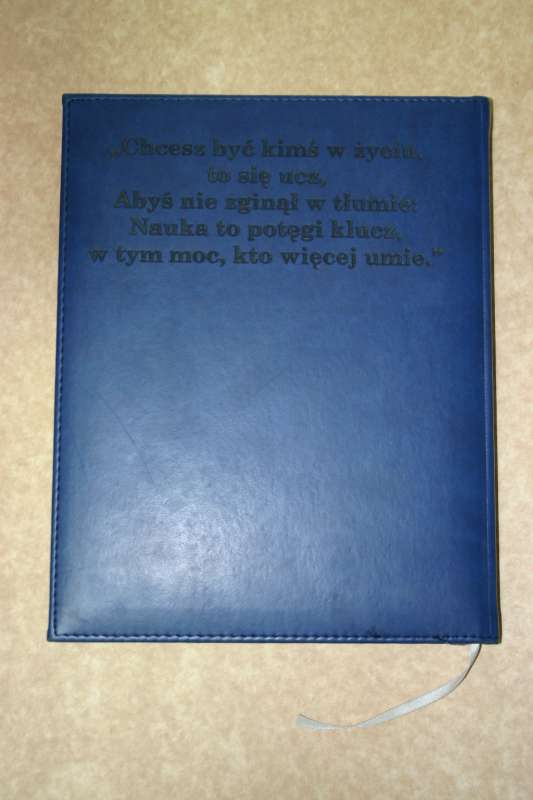 „Chcesz być kimś w życiu,
to się ucz,
Abyś nie zginął w tłumie:
Nauka to potęgi klucz,
w tym moc, kto więcej umie.”